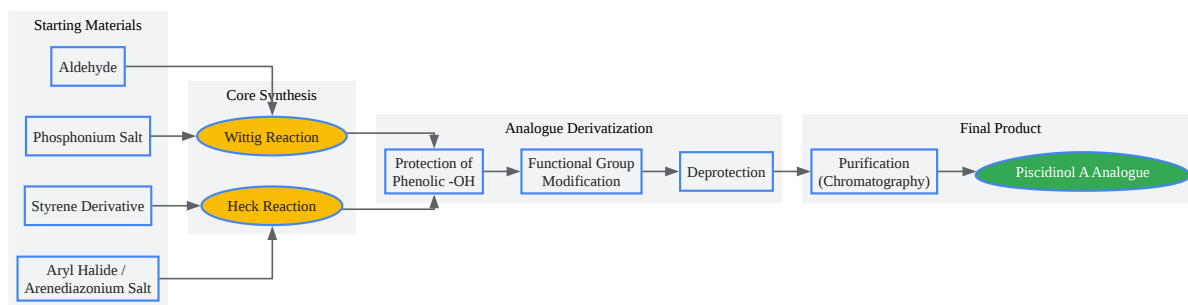 Starting Materials
Aldehyde
Phosphonium Salt
Styrene Derivative
Aryl Halide /
Arenediazonium Salt
Core Synthesis
Wittig Reaction
Heck Reaction
Analogue Derivatization
Protection of
Phenolic -OH
Functional Group
Modification
Deprotection
Final Product
Purification
(Chromatography)
Piscidinol A Analogue